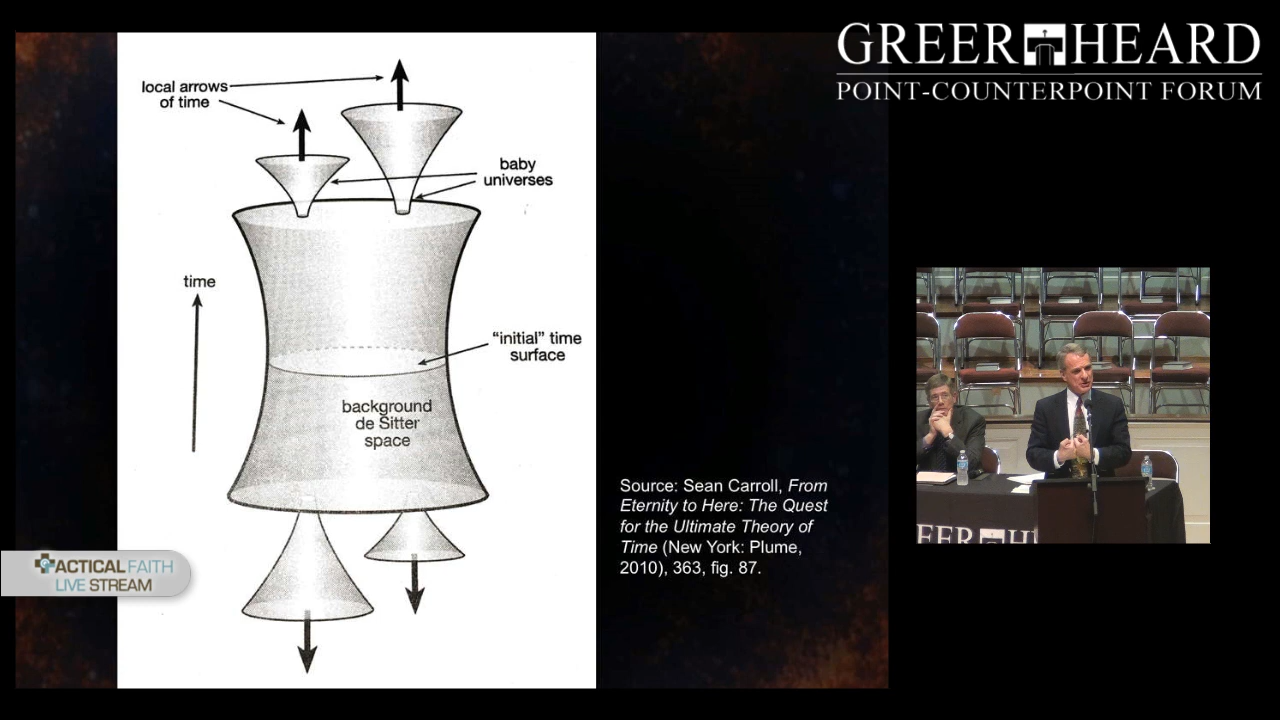 GREER HEARD
POINT-COUNTERPOINT FORUM
local arrows
of time
baby
universes
time
"initial" time
surface
background
de Sitter
space
Source: Sean Carroll, From
Eternity to Here: The Quest
for the Ultimate Theory of
Time (New York: Plume,
2010), 363, fig. 87.
TACTICAL FAITH
LIVE STREAM